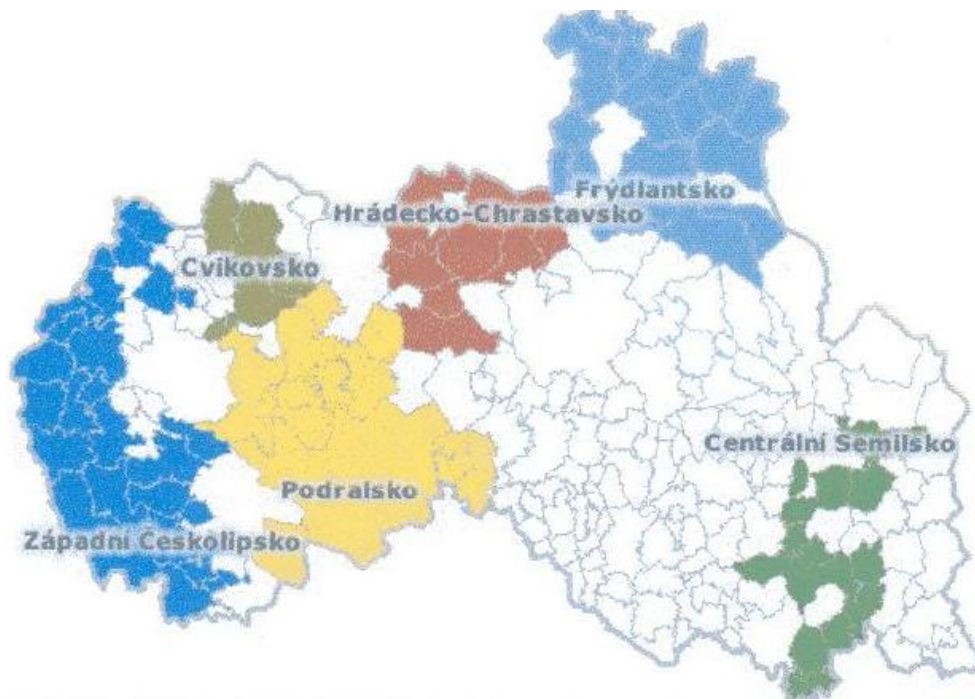 Frýdlantsko
Hrádecko-Chrastavsko
Cvikovsko
Centrální Semilsko
Podralsko
Západní Českolipsko